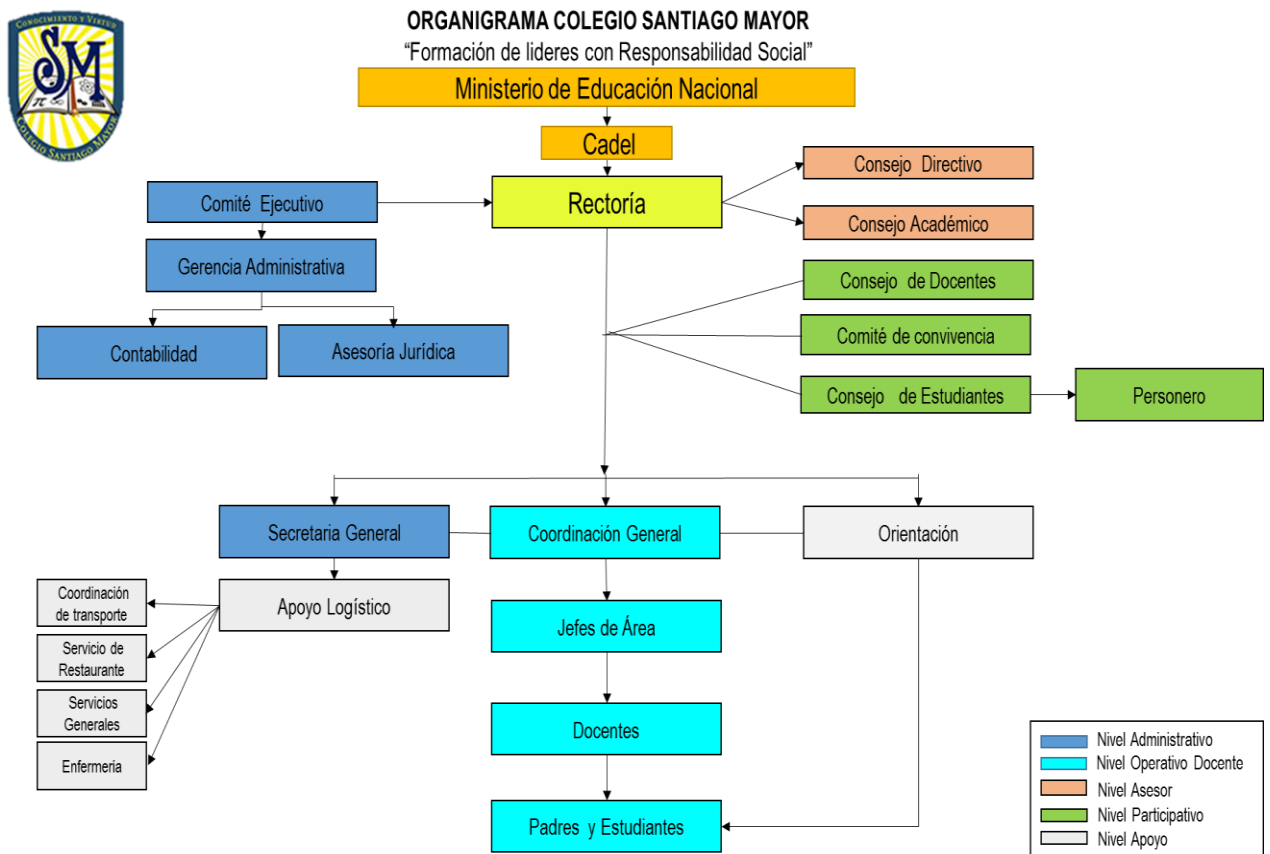 CONOCIMIENTO Y VIRTUD
SM
COLEGIO SANTIAGO MAYOR
ORGANIGRAMA COLEGIO SANTIAGO MAYOR
“Formación de lideres con Responsabilidad Social”
Ministerio de Educación Nacional
Cadel
Rectoría
Comité Ejecutivo
Gerencia Administrativa
Contabilidad
Asesoría Jurídica
Consejo Directivo
Consejo Académico
Consejo de Docentes
Comité de convivencia
Consejo de Estudiantes
Personero
Secretaria General
Coordinación General
Orientación
Apoyo Logístico
Coordinación
de transporte
Servicio de
Restaurante
Servicios
Generales
Enfermería
Jefes de Área
Docentes
Padres y Estudiantes
Nivel Administrativo
Nivel Operativo Docente
Nivel Asesor
Nivel Participativo
Nivel Apoyo